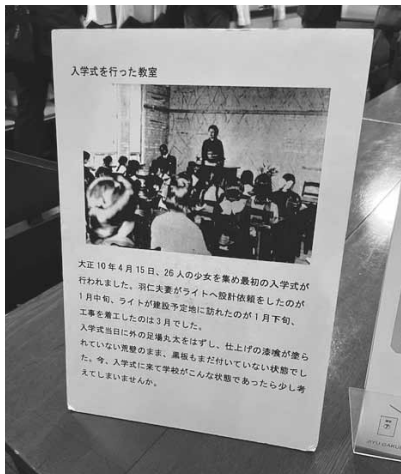 入学式を行った教室
大正10年4月15日、26人の少女を集め最初の入学式が
行われました。羽仁夫妻がライトへ設計依頼をしたのが
1月中旬、ライトが建設予定地に訪れたのが1月下旬、
工事を着工したのは3月でした。
入学式当日に外の足場丸太をはずし、仕上げの漆喰が塗ら
れていない荒壁のまま、黒板もまだ付いていない状態でし
た。今、入学式に来て学校がこんな状態であったら少し考
えてしまいませんか。